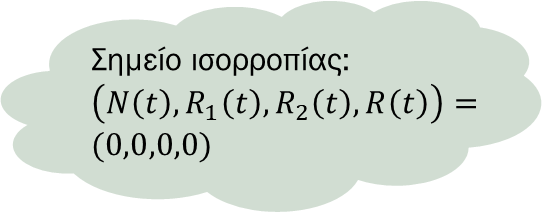 Σημείο ισορροπίας:
(N(t), R₁(t), R₂(t), R(t)) =
(0,0,0,0)